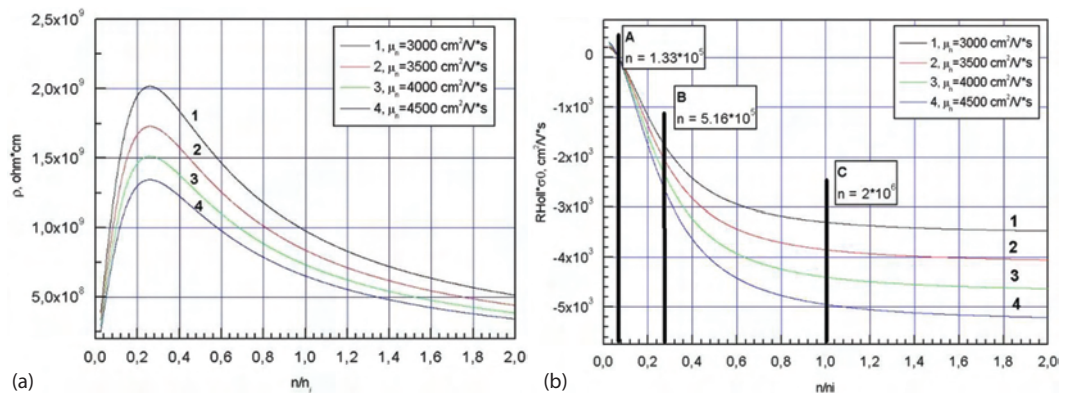 2,5x10⁹
2,0x10⁹
1,5x10⁹
1,0x10⁹
5,0x10⁸
ρ, ohm*cm
1, μₙ=3000 cm²/V*s
2, μₙ=3500 cm²/V*s
3, μₙ=4000 cm²/V*s
4, μₙ=4500 cm²/V*s
1
2
3
4
0,0 0,2 0,4 0,6 0,8 1,0 1,2 1,4 1,6 1,8 2,0
n/nᵢ
(a)
0
-1x10³
-2x10³
-3x10³
-4x10³
-5x10³
RHoll*σ0, cm²/V*s
A
n = 1.33*10⁵
B
n = 5.16*10⁵
C
n = 2*10⁶
1, μₙ=3000 cm²/V*s
2, μₙ=3500 cm²/V*s
3, μₙ=4000 cm²/V*s
4, μₙ=4500 cm²/V*s
1
2
3
4
0,0 0,2 0,4 0,6 0,8 1,0 1,2 1,4 1,6 1,8 2,0
n/ni
(b)